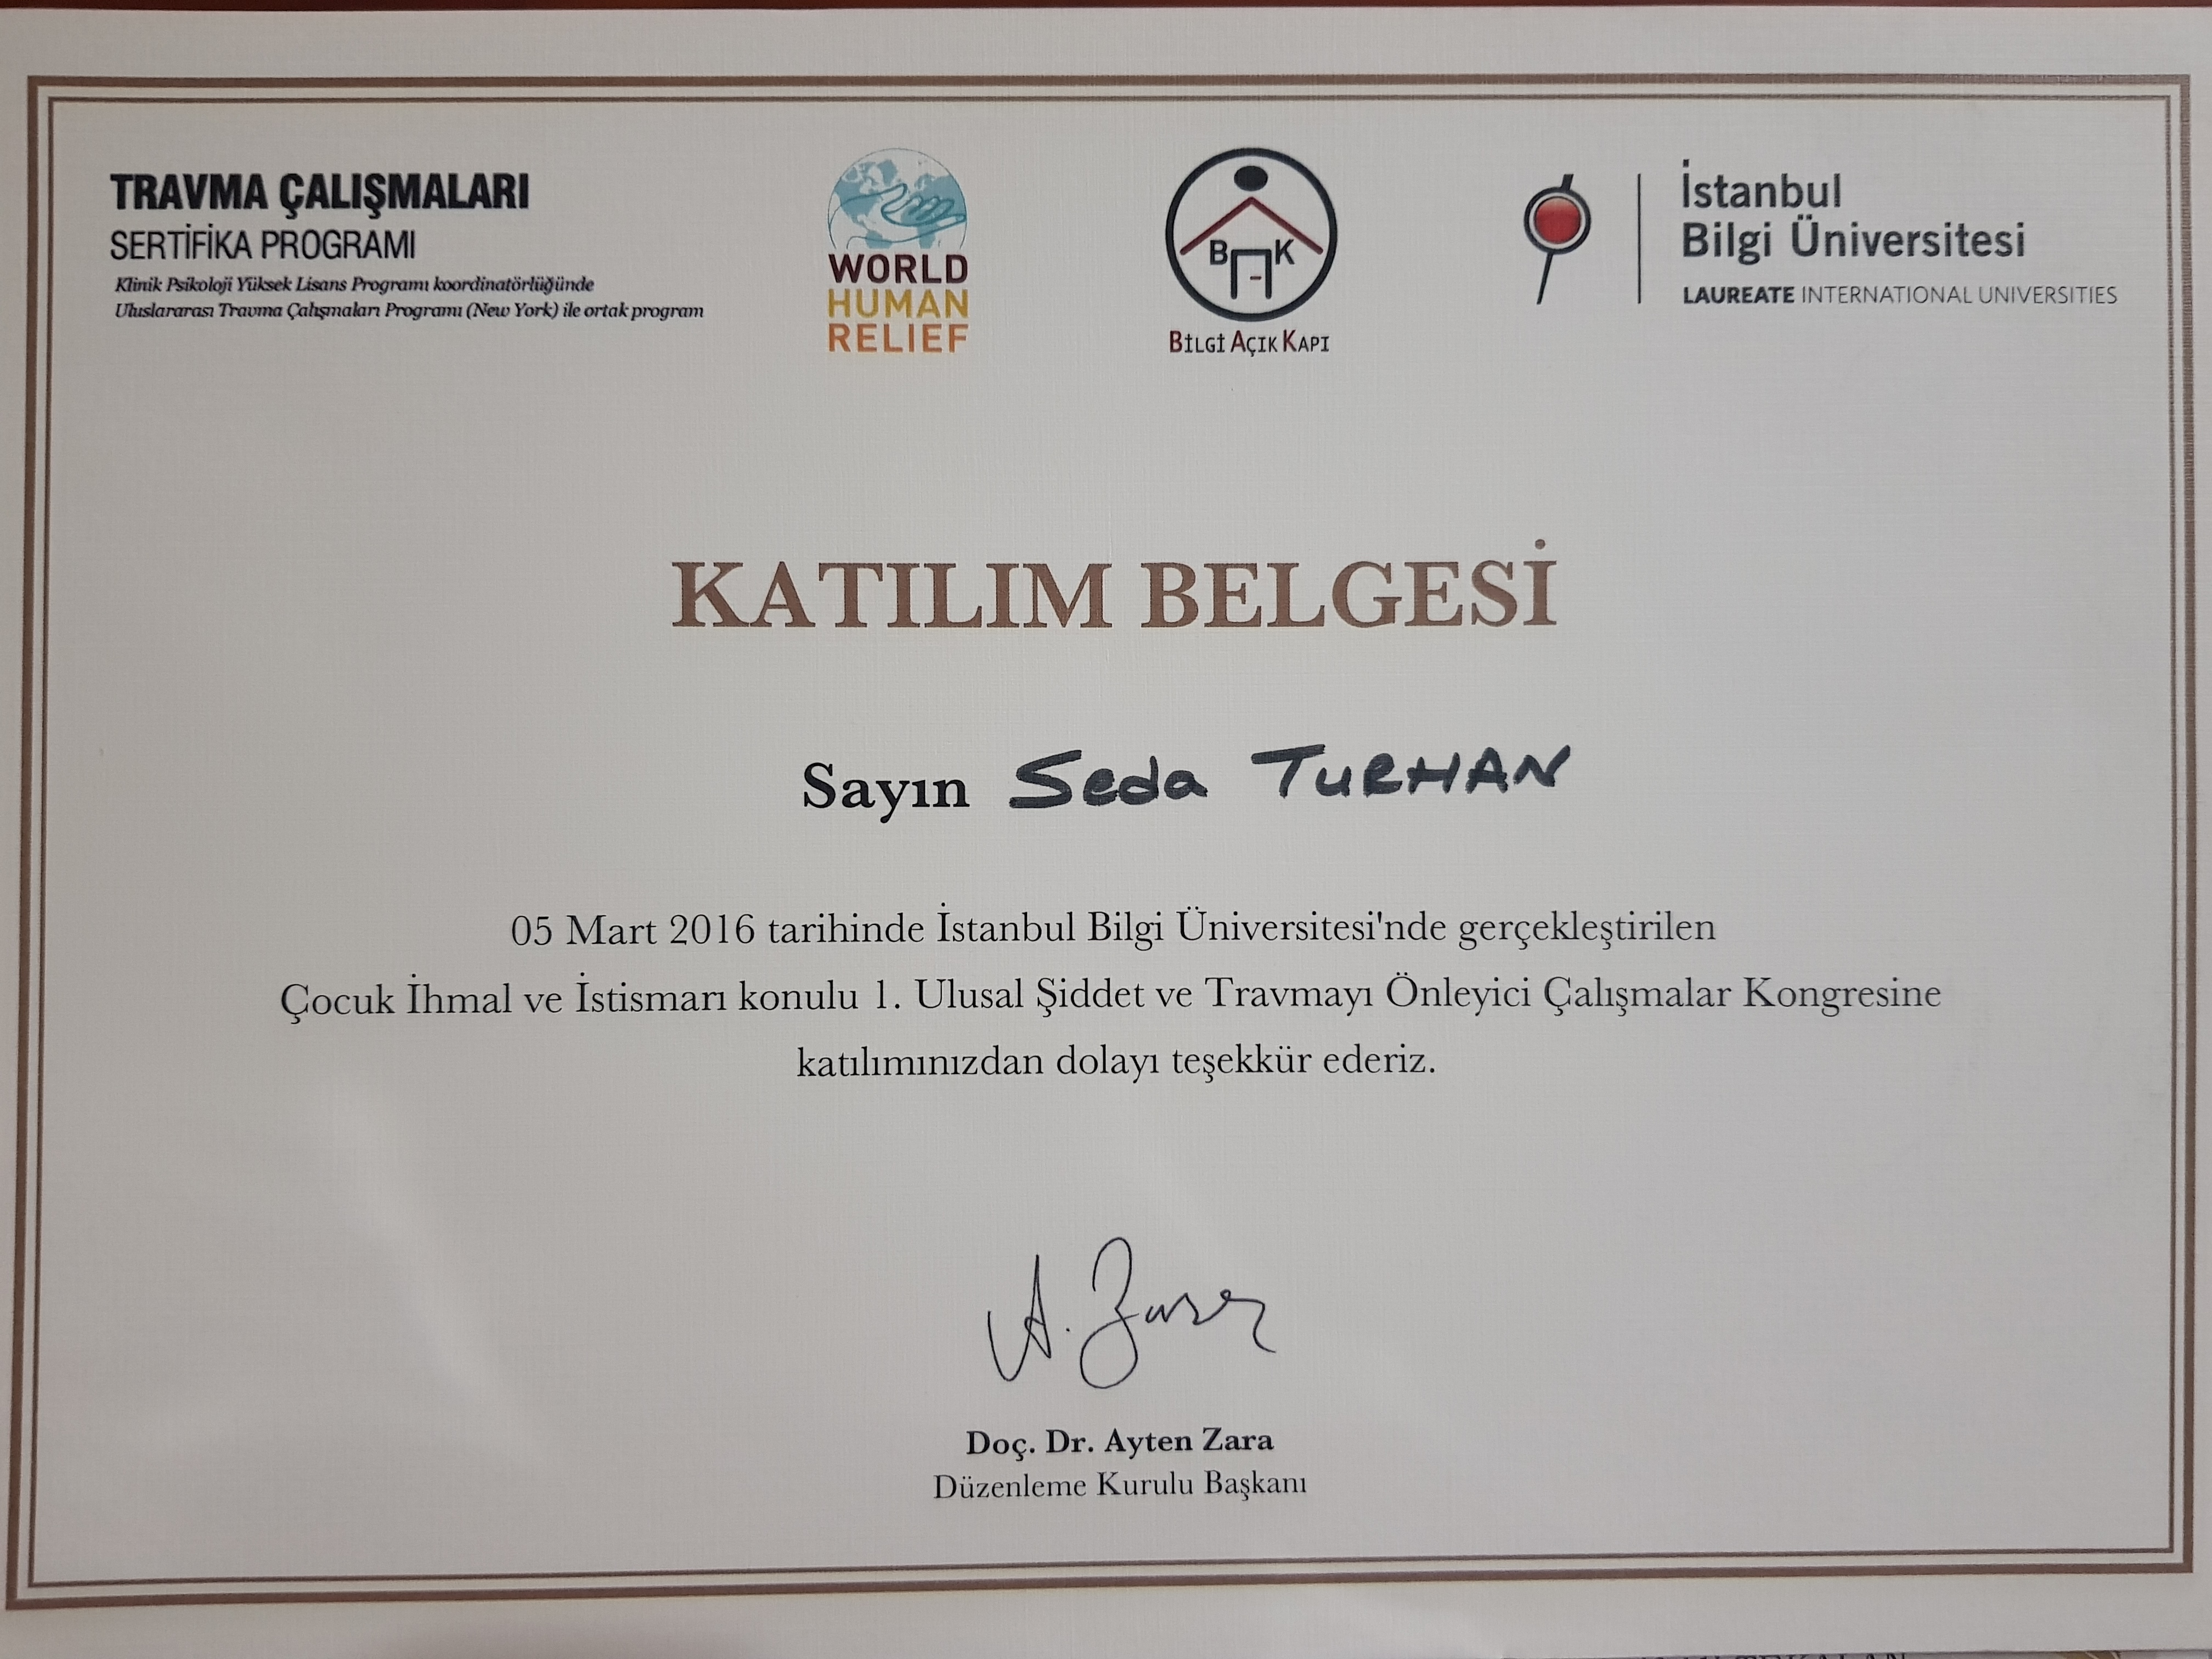 TRAVMA ÇALIŞMALARI
SERTİFİKA PROGRAMI
Klinik Psikoloji Yüksek Lisans Programı koordinatörlüğünde
Uluslararası Travma Çalışmaları Programı (New York) ile ortak program
WORLD
HUMAN
RELIEF
B K
BİLGİ AÇIK KAPI
İstanbul
Bilgi Üniversitesi
LAUREATE INTERNATIONAL UNIVERSITIES
KATILIM BELGESİ
Sayın Seda TURHAN
05 Mart 2016 tarihinde İstanbul Bilgi Üniversitesi'nde gerçekleştirilen
Çocuk İhmal ve İstismarı konulu 1. Ulusal Şiddet ve Travmayı Önleyici Çalışmalar Kongresine
katılımınızdan dolayı teşekkür ederiz.
Doç. Dr. Ayten Zara
Düzenleme Kurulu Başkanı